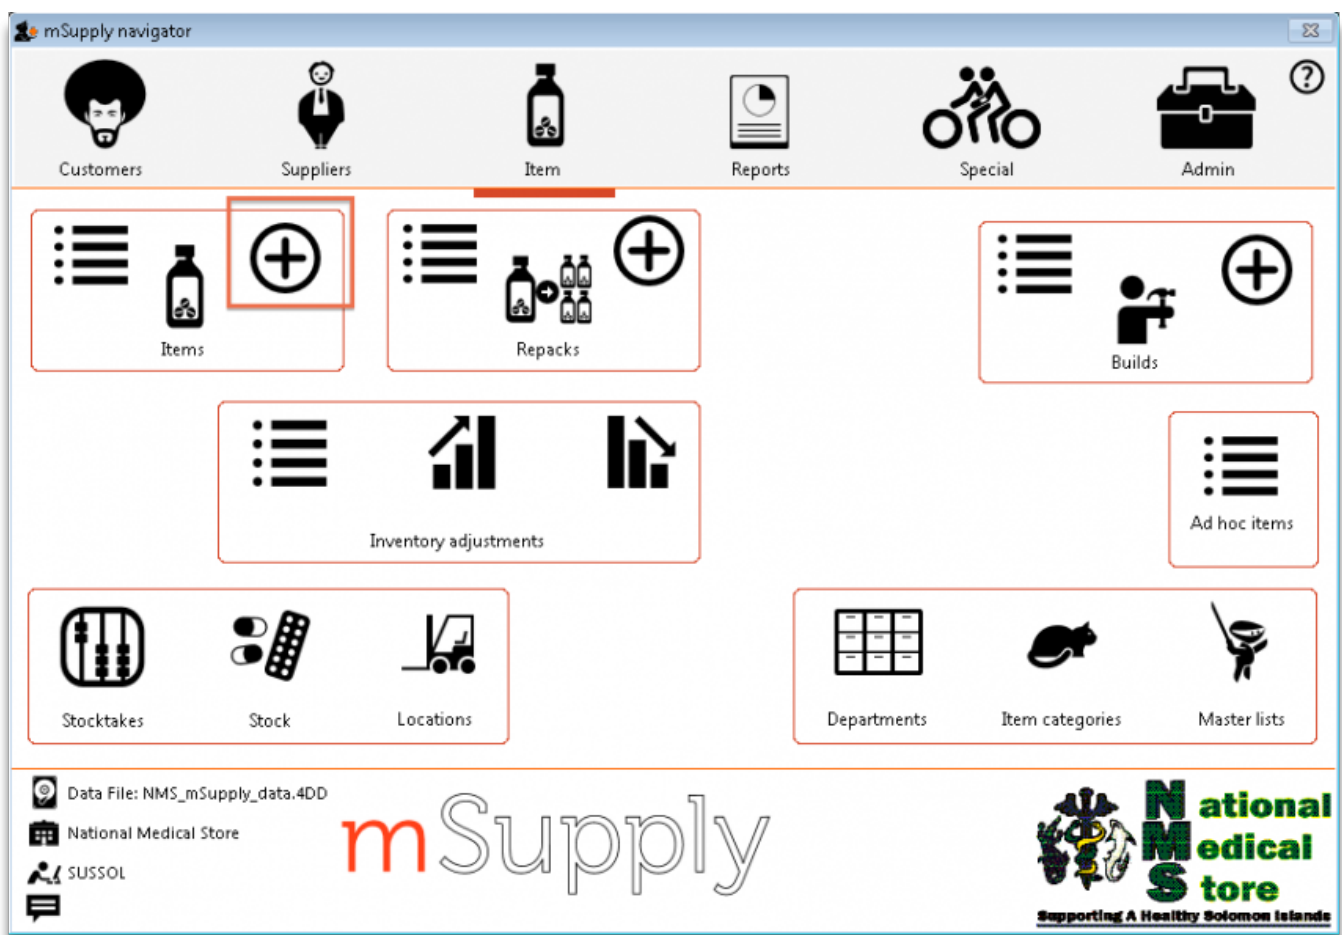 mSupply navigator
Customers
Suppliers
Item
Reports
Special
Admin
?
Items
Repacks
Builds
Inventory adjustments
Ad hoc items
Stocktakes
Stock
Locations
Departments
Item categories
Master lists
Data File: NMS_mSupply_data.4DD
National Medical Store
SUSSOL
mSupply
National
Medical
Store
Supporting A Healthy Solomon Islands